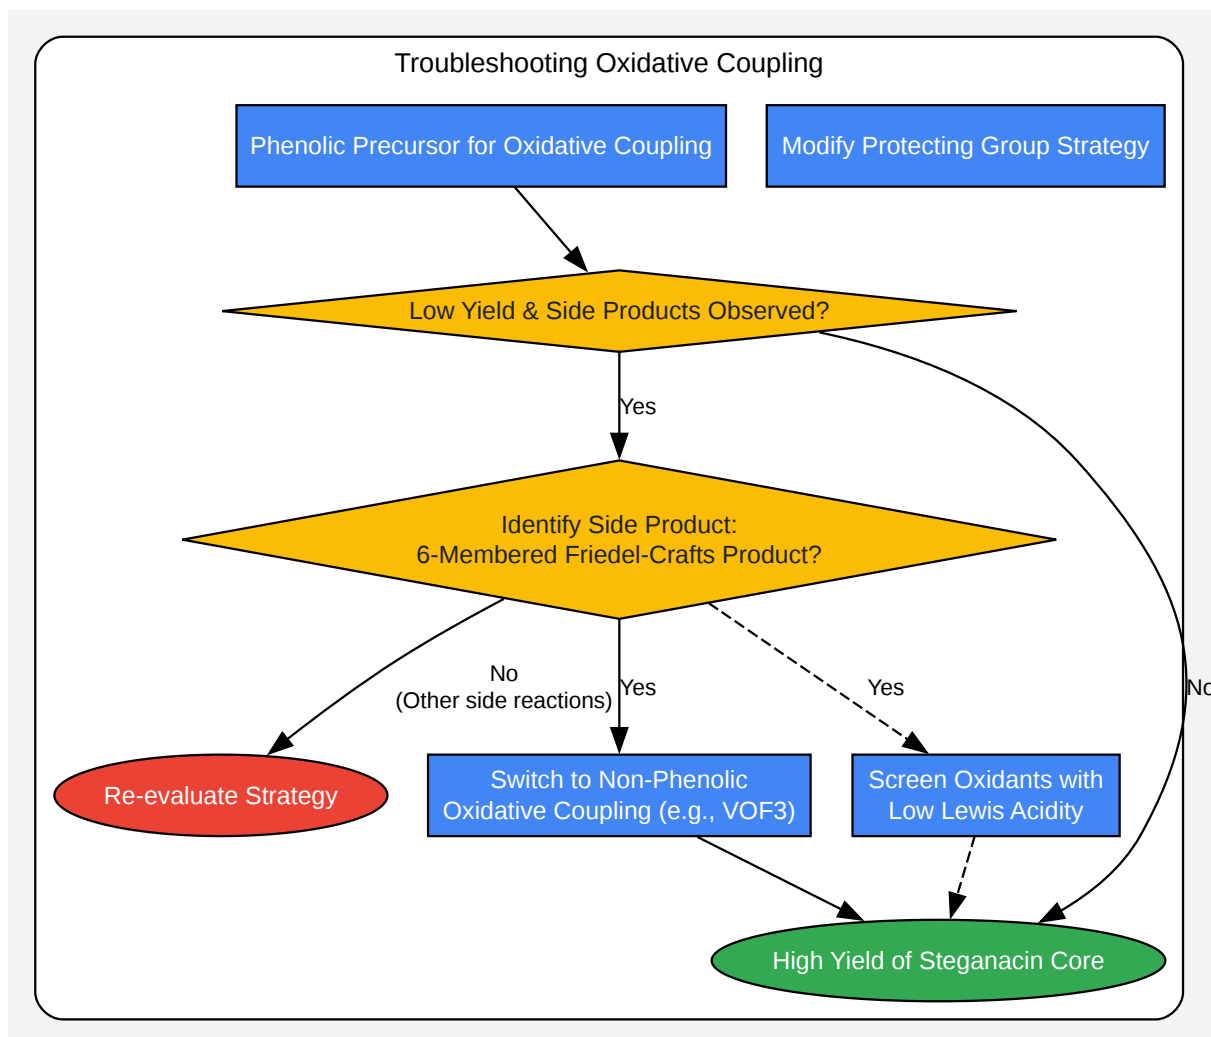 Troubleshooting Oxidative Coupling
Phenolic Precursor for Oxidative Coupling
Modify Protecting Group Strategy
Low Yield & Side Products Observed?
Yes
Identify Side Product:
6-Membered Friedel-Crafts Product?
No
(Other side reactions)
Yes
Yes
No
Re-evaluate Strategy
Switch to Non-Phenolic
Oxidative Coupling (e.g., VOF3)
Screen Oxidants with
Low Lewis Acidity
High Yield of Steganacin Core